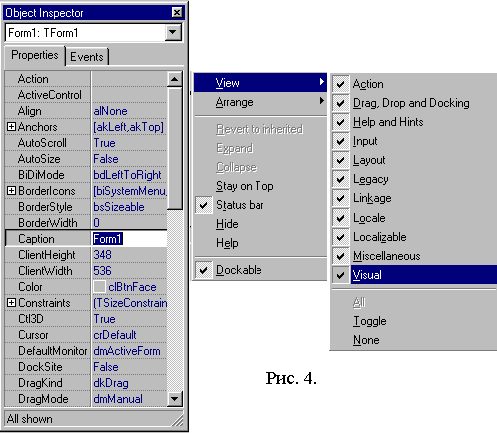 Object Inspector
Form1: TForm1
Properties
Events
Action
ActiveControl
Align alNone
Anchors [akLeft,akTop]
AutoScroll True
AutoSize False
BiDiMode bdLeftToRight
BorderIcons [biSystemMenu,
BorderStyle bsSizeable
BorderWidth 0
Caption Form1
ClientHeight 348
ClientWidth 536
Color clBtnFace
Constraints (TSizeConstrain
Ctl3D True
Cursor crDefault
DefaultMonitor dmActiveForm
DockSite False
DragKind dkDrag
DragMode dmManual
All shown
View
Arrange
Revert to inherited
Expand
Collapse
Stay on Top
Status bar
Hide
Help
Dockable
Action
Drag, Drop and Docking
Help and Hints
Input
Layout
Legacy
Linkage
Locale
Localizable
Miscellaneous
Visual
All
Toggle
None
Рис. 4.